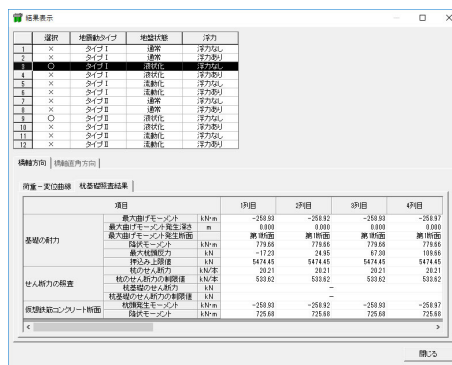 結果表示
選択 地震動タイプ 地盤状態 浮力
1 × タイプⅠ 通常 浮力なし
2 × タイプⅠ 通常 浮力あり
3 ○ タイプⅠ 液状化 浮力なし
4 × タイプⅠ 液状化 浮力あり
5 × タイプⅠ 流動化 浮力なし
6 × タイプⅠ 流動化 浮力あり
7 × タイプⅡ 通常 浮力なし
8 × タイプⅡ 通常 浮力あり
9 ○ タイプⅡ 液状化 浮力なし
10 × タイプⅡ 液状化 浮力あり
11 × タイプⅡ 流動化 浮力なし
12 × タイプⅡ 流動化 浮力あり
橋軸方向 橋軸直角方向
荷重-変位曲線 杭基礎照査結果
項目 1列目 2列目 3列目 4列目
基礎の耐力
最大曲げモーメント kN・m -258.93 -258.92 -258.93 -258.97
最大曲げモーメント発生深さ m 0.000 0.000 0.000 0.000
最大曲げモーメント発生断面 第1断面 第1断面 第1断面 第1断面
降伏モーメント kN・m 779.66 779.66 779.66 779.66
最大杭頭反力 kN -17.23 24.95 67.30 109.66
押込み上限値 kN 5474.45 5474.45 5474.45 5474.45
せん断力の照査
杭のせん断力 kN/本 20.21 20.21 20.21 20.21
杭のせん断力の制限値 kN/本 533.62 533.62 533.62 533.62
杭基礎のせん断力 kN –
杭基礎のせん断力の制限値 kN –
仮想鉄筋コンクリート断面
杭頭発生モーメント kN・m -258.93 -258.92 -258.93 -258.97
降伏モーメント kN・m 725.68 725.68 725.68 725.68
閉じる